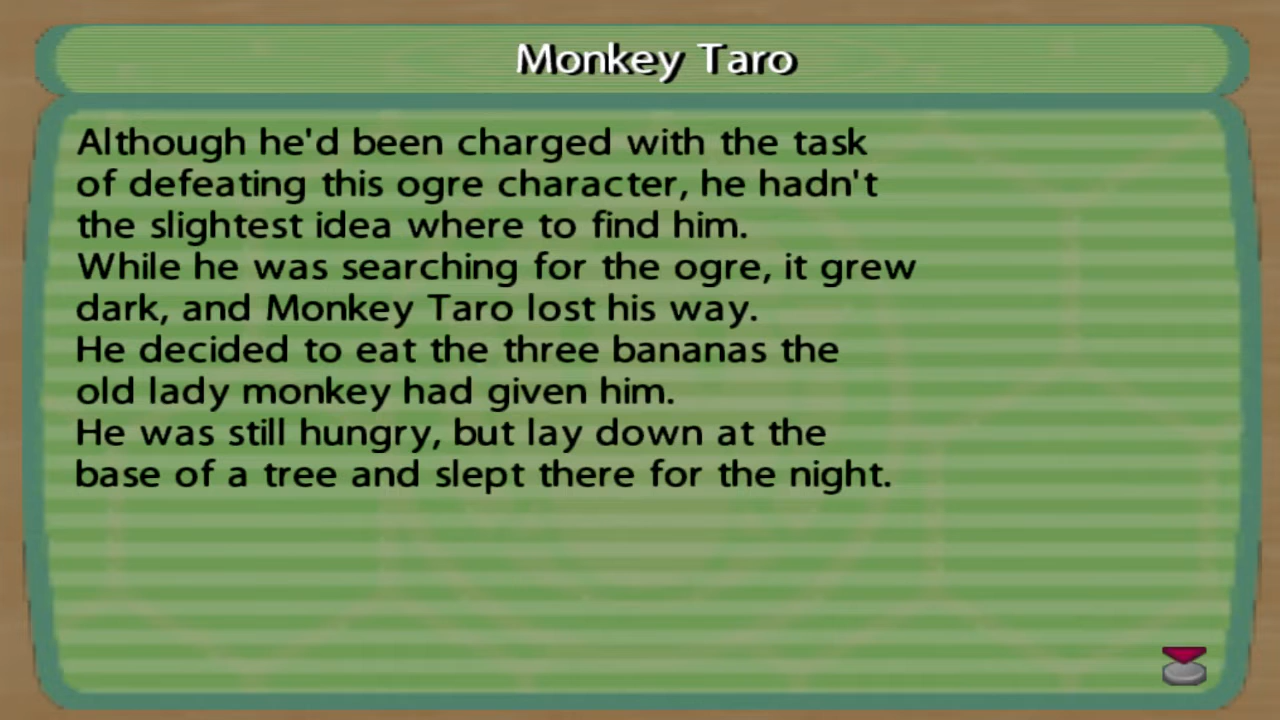 Monkey Taro
Although he'd been charged with the task
of defeating this ogre character, he hadn't
the slightest idea where to find him.
While he was searching for the ogre, it grew
dark, and Monkey Taro lost his way.
He decided to eat the three bananas the
old lady monkey had given him.
He was still hungry, but lay down at the
base of a tree and slept there for the night.